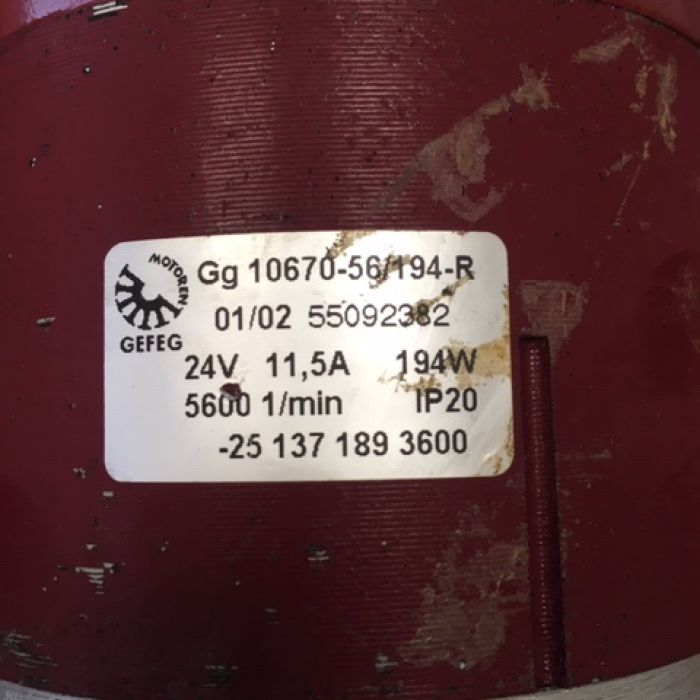 MOTOREN
GEFEG
Gg 10670-56/194-R
01/02 55092382
24V 11,5A 194W
5600 1/min IP20
-25 137 189 3600